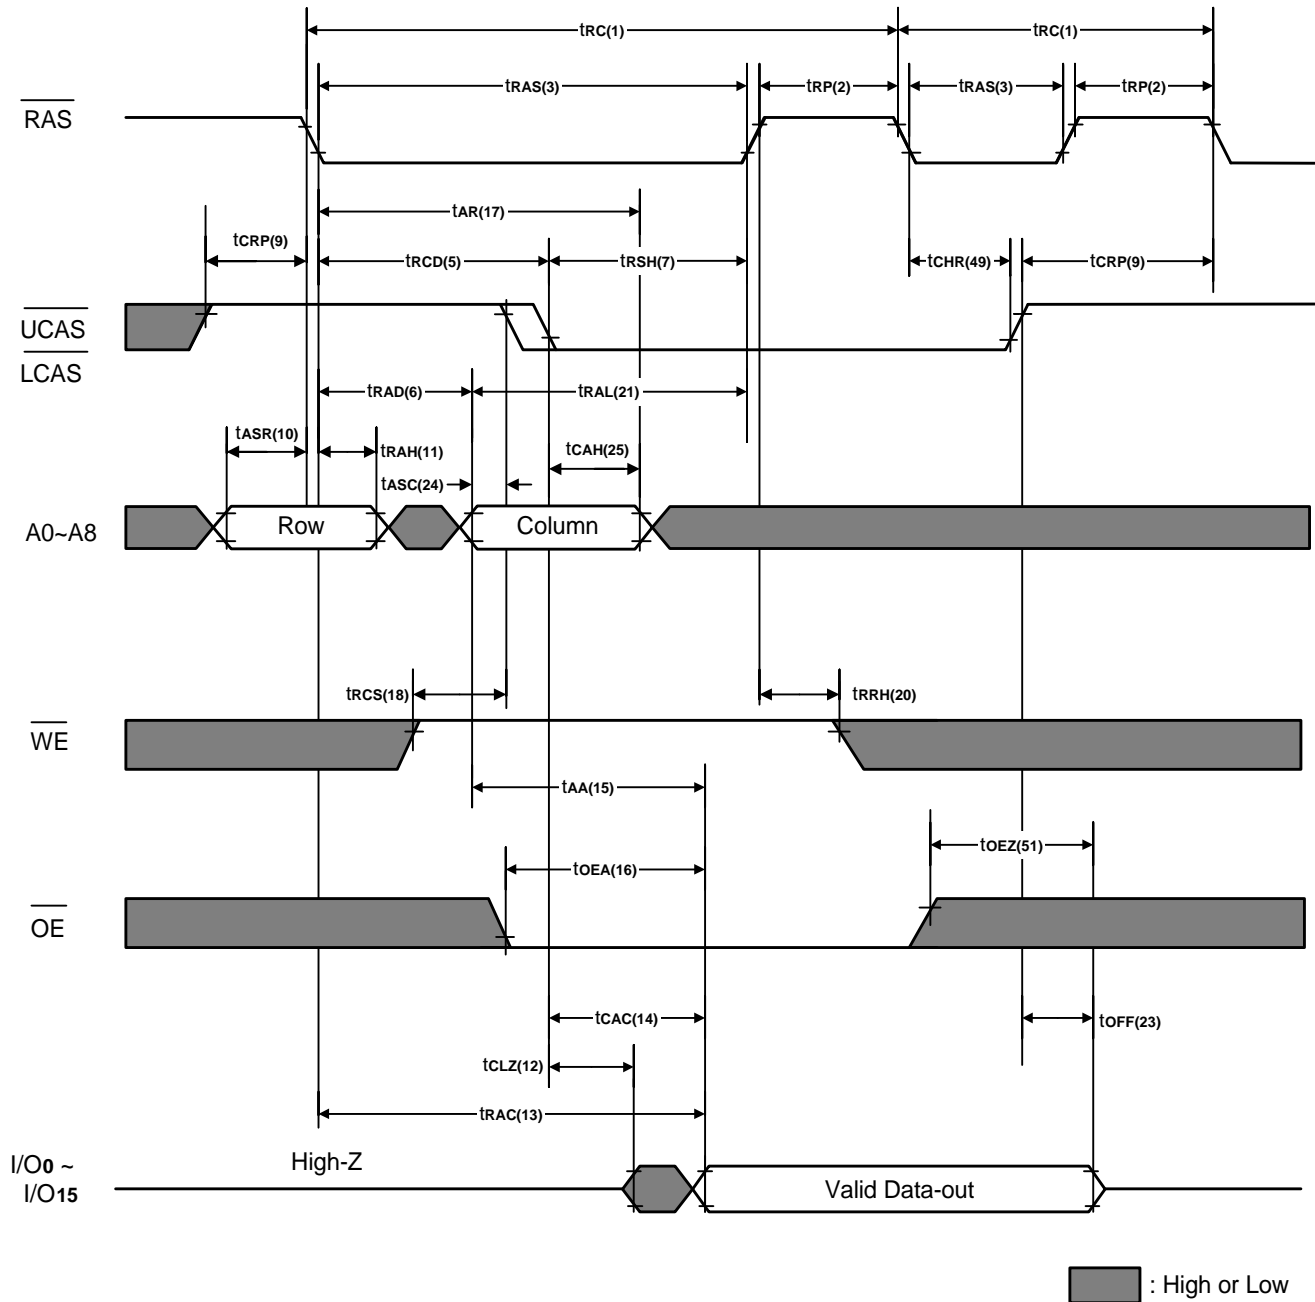 tRC(1) tRC(1)
tRAS(3) tRP(2) tRAS(3) tRP(2)
RAS
tAR(17)
tCRP(9) tRCD(5) tRSH(7) tCHR(49) tCRP(9)
UCAS
LCAS
tRAD(6) tRAL(21)
tASR(10) tRAH(11) tCAH(25)
tASC(24)
A0~A8 Row Column
tRCS(18) tRRH(20)
WE
tAA(15)
tOEZ(51)
tOEA(16)
OE
tCAC(14) tOFF(23)
tCLZ(12)
tRAC(13)
I/O0 ~ High-Z
I/O15 Valid Data-out
: High or Low